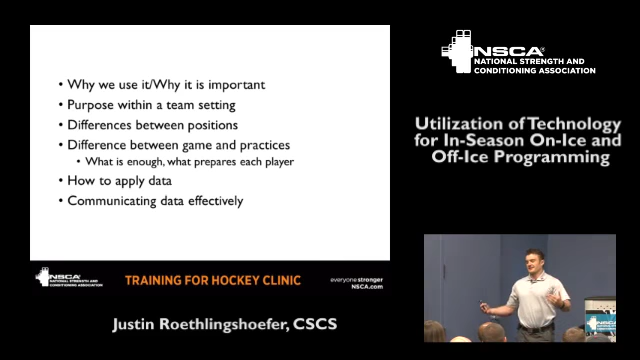 • Why we use it/Why it is important
• Purpose within a team setting
• Differences between positions
• Difference between game and practices
• What is enough, what prepares each player
• How to apply data
• Communicating data effectively
NSCA
NATIONAL STRENGTH AND
CONDITIONING ASSOCIATION
TRAINING FOR HOCKEY CLINIC
everyone stronger
NSCA.com
Justin Roethlingshoefer, CSCS
NSCA®
NATIONAL STRENGTH AND
CONDITIONING ASSOCIATION
Utilization of Technology
for In-Season On-Ice and
Off-Ice Programming
NSCA